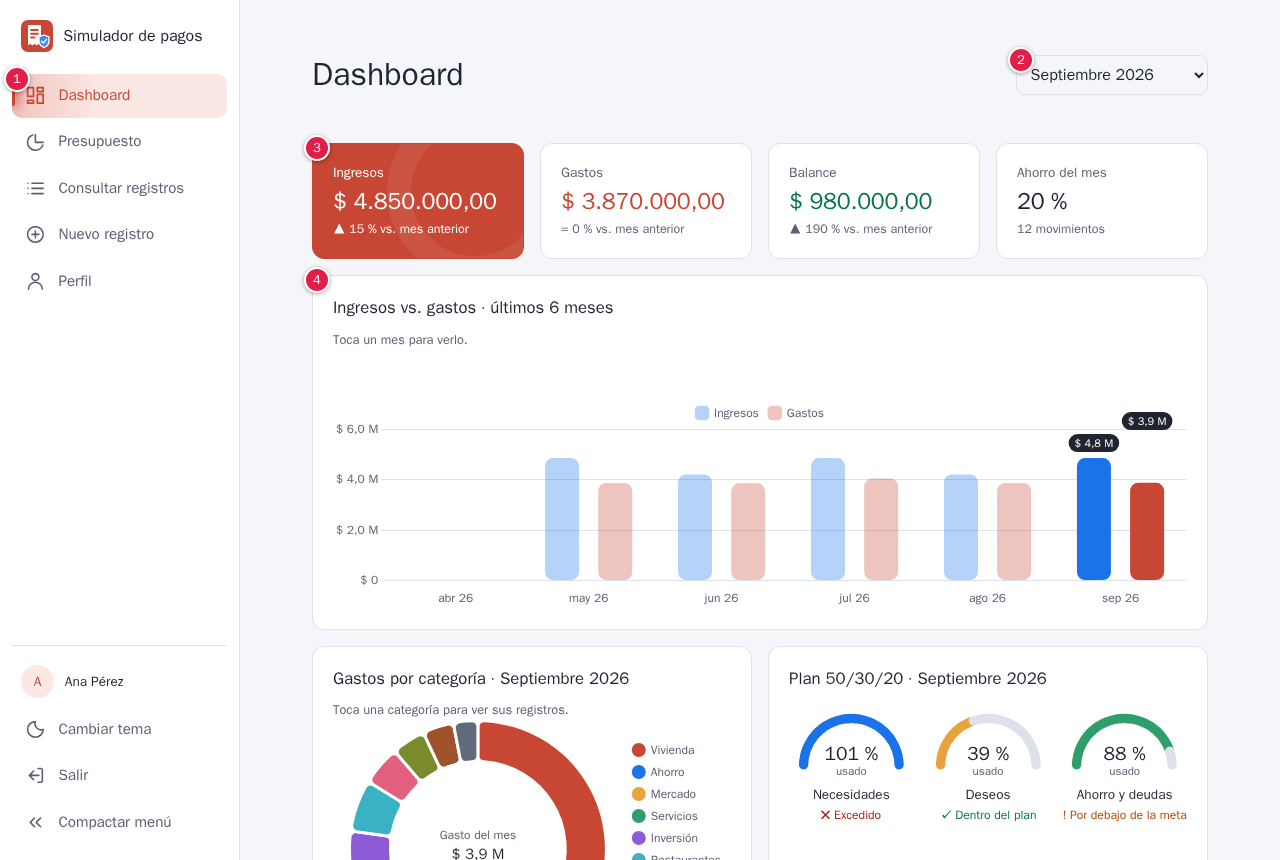 Simulador de pagos
1
Dashboard
Presupuesto
Consultar registros
Nuevo registro
Perfil
A
Ana Pérez
Cambiar tema
Salir
Compactar menú
Dashboard
2
Septiembre 2026
3
Ingresos
$ 4.850.000,00
▲ 15 % vs. mes anterior
Gastos
$ 3.870.000,00
= 0 % vs. mes anterior
Balance
$ 980.000,00
▲ 190 % vs. mes anterior
Ahorro del mes
20 %
12 movimientos
4
Ingresos vs. gastos · últimos 6 meses
Toca un mes para verlo.
Ingresos Gastos
$ 3,9 M
$ 4,8 M
$ 6,0 M
$ 4,0 M
$ 2,0 M
$ 0
abr 26 may 26 jun 26 jul 26 ago 26 sep 26
Gastos por categoría · Septiembre 2026
Toca una categoría para ver sus registros.
Gasto del mes
$ 3,9 M
Vivienda
Ahorro
Mercado
Servicios
Inversión
Restaurantes
Plan 50/30/20 · Septiembre 2026
101 %
usado
Necesidades
✕ Excedido
39 %
usado
Deseos
✓ Dentro del plan
88 %
usado
Ahorro y deudas
! Por debajo de la meta